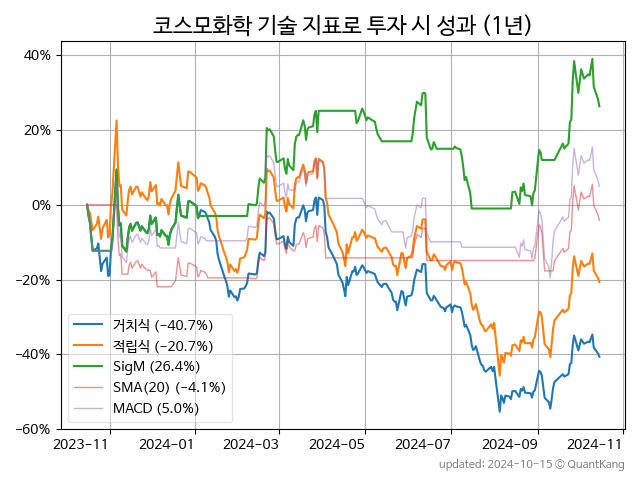 코스모화학 기술 지표로 투자 시 성과 (1년)
40%
20%
0%
−20%
−40%
−60%
거치식 (−40.7%)
적립식 (−20.7%)
SigM (26.4%)
SMA(20) (−4.1%)
MACD (5.0%)
2023−11 2024−01 2024−03 2024−05 2024−07 2024−09 2024−11
updated: 2024-10-15 © QuantKang